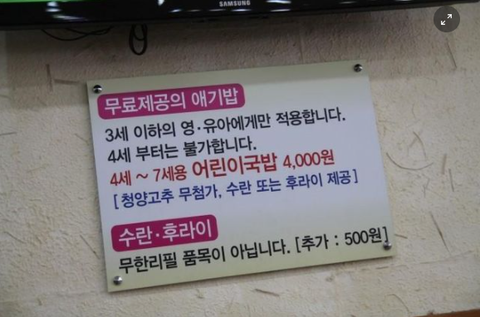 SAMSUNG
무료제공의 애기밥
3세 이하의 영·유아에게만 적용합니다.
4세 부터는 불가합니다.
4세 ~ 7세용 어린이국밥 4,000원
[청양고추 무첨가, 수란 또는 후라이 제공]
수란·후라이
무한리필 품목이 아닙니다. [추가 : 500원]